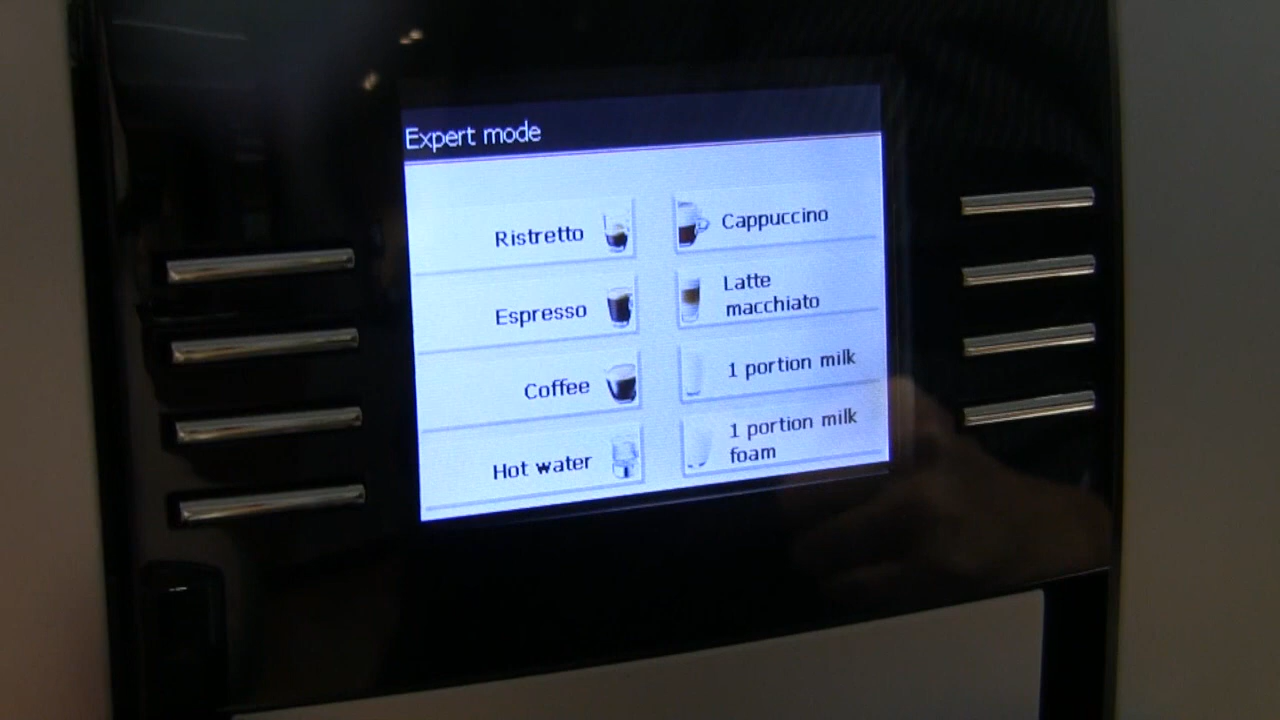 Expert mode
Ristretto
Espresso
Coffee
Hot water
Cappuccino
Latte
macchiato
1 portion milk
1 portion milk
foam